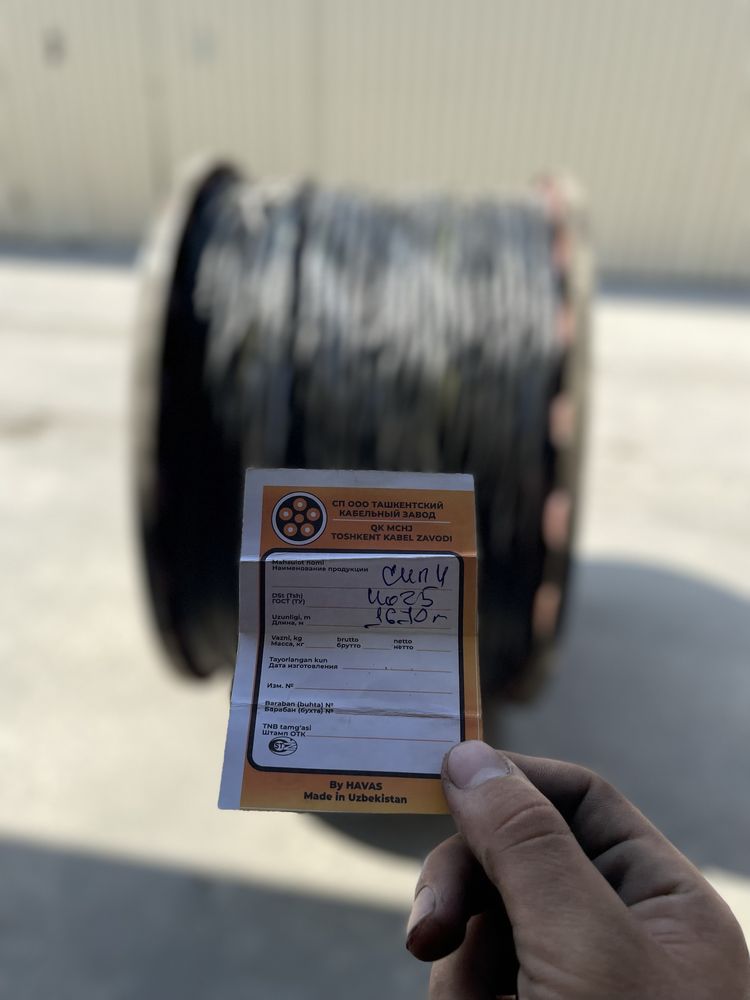 СП ООО ТАШКЕНТСКИЙ
КАБЕЛЬНЫЙ ЗАВОД
QK MCHJ
TOSHKENT KABEL ZAVODI
Mahsulot nomi
Наименование продукции СИП 4
DSt (Tsh)
ГОСТ (ТУ) 4х25
Uzunligi, m
Длина, м
Vazni, kg brutto netto
Масса, кг брутто нетто
Tayorlangan kun
Дата изготовления
Изм. №
Baraban (buhta) №
Барабан (бухта) №
TNB tamg'asi
Штамп ОТК
By HAVAS
Made in Uzbekistan